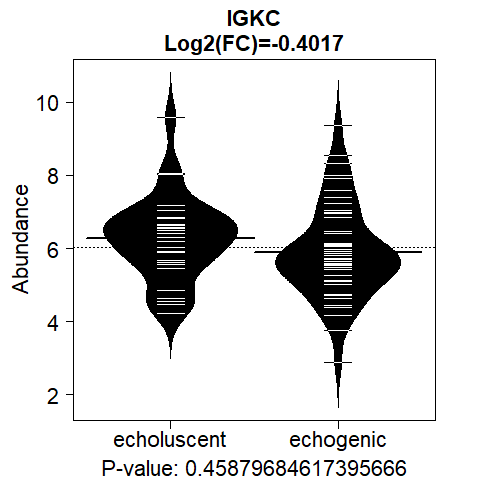 IGKC
Log2(FC)=-0.4017
Abundance
10
8
6
4
2
echoluscent echogenic
P-value: 0.45879684617395666